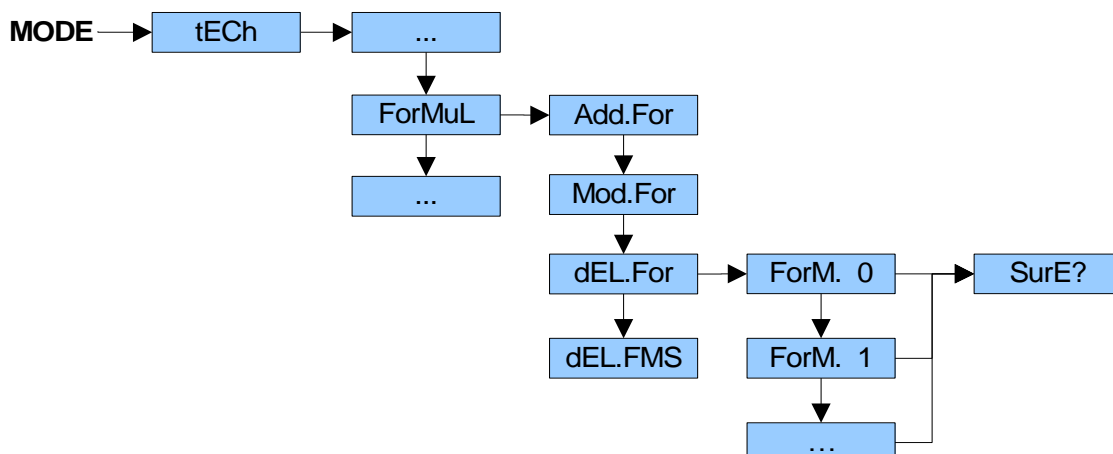 MODE tECh ...
ForMuL Add.For
... Mod.For
dEL.For ForM. 0 SurE?
dEL.FMS ForM. 1
...